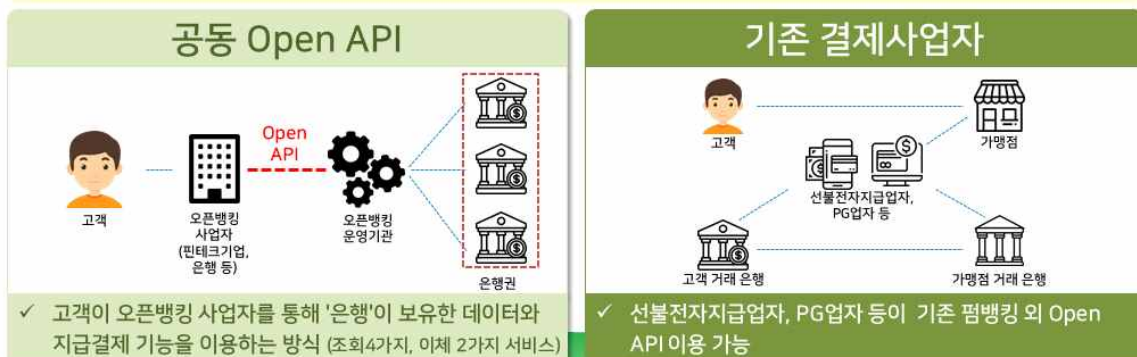 공동 Open API
Open
API
고객
오픈뱅킹
사업자
(핀테크기업,
은행 등)
오픈뱅킹
운영기관
은행권
✓ 고객이 오픈뱅킹 사업자를 통해 '은행'이 보유한 데이터와
지급결제 기능을 이용하는 방식 (조회4가지, 이체 2가지 서비스)
기존 결제사업자
고객
가맹점
선불전자지급업자,
PG업자 등
고객 거래 은행
가맹점 거래 은행
✓ 선불전자지급업자, PG업자 등이 기존 펌뱅킹 외 Open
API 이용 가능